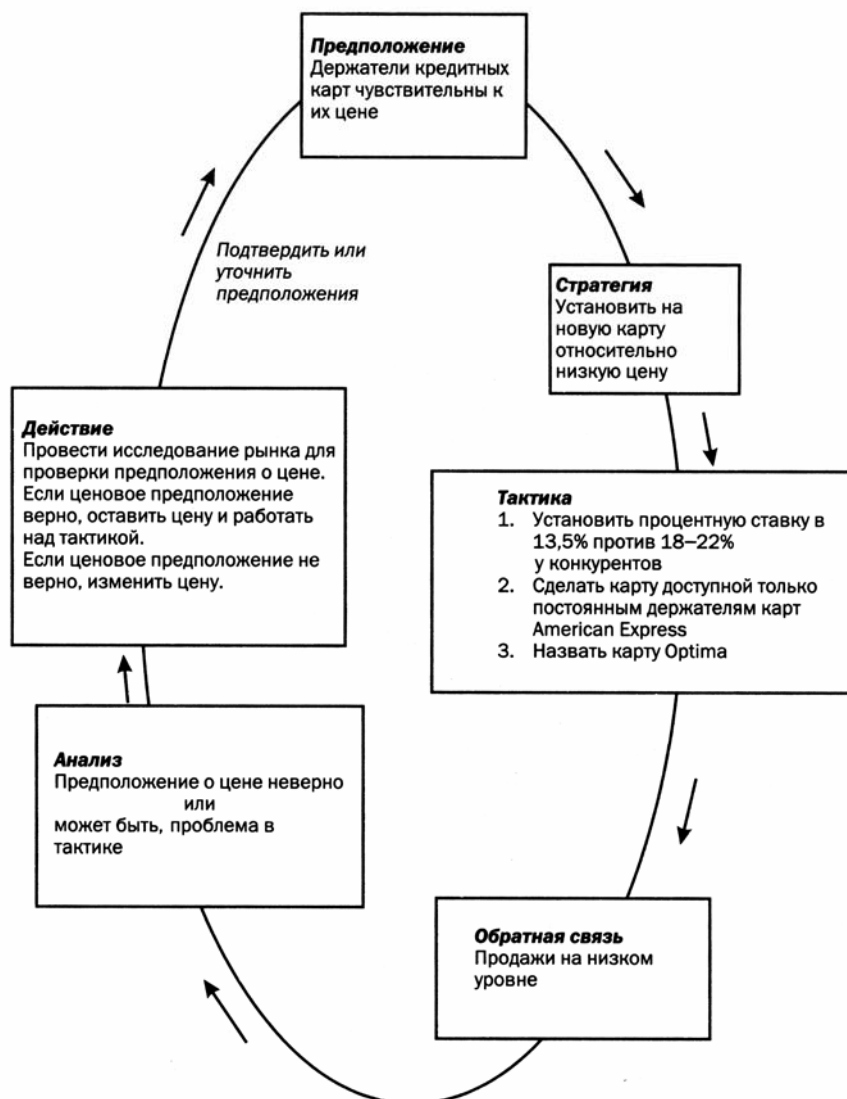 Предположение
Держатели кредитных
карт чувствительны к
их цене
Стратегия
Установить на
новую карту
относительно
низкую цену
Тактика
1. Установить процентную ставку в
13,5% против 18–22%
у конкурентов
2. Сделать карту доступной только
постоянным держателям карт
American Express
3. Назвать карту Optima
Обратная связь
Продажи на низком
уровне
Анализ
Предположение о цене неверно
или
может быть, проблема в
тактике
Действие
Провести исследование рынка для
проверки предположения о цене.
Если ценовое предположение
верно, оставить цену и работать
над тактикой.
Если ценовое предположение не
верно, изменить цену.
Подтвердить или
уточнить
предположения